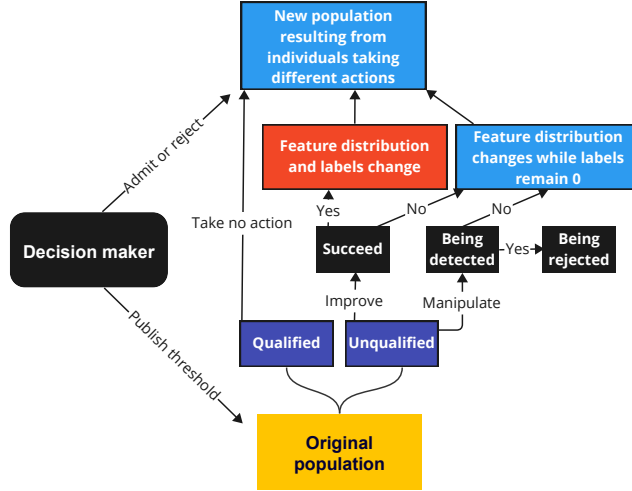 New population
resulting from
individuals taking
different actions
Admit or reject
Feature distribution
and labels change
Feature distribution
changes while labels
remain 0
Take no action
Yes
No
No
Decision maker
Succeed
Being
detected
Yes
Being
rejected
Improve
Manipulate
Publish threshold
Qualified
Unqualified
Original
population